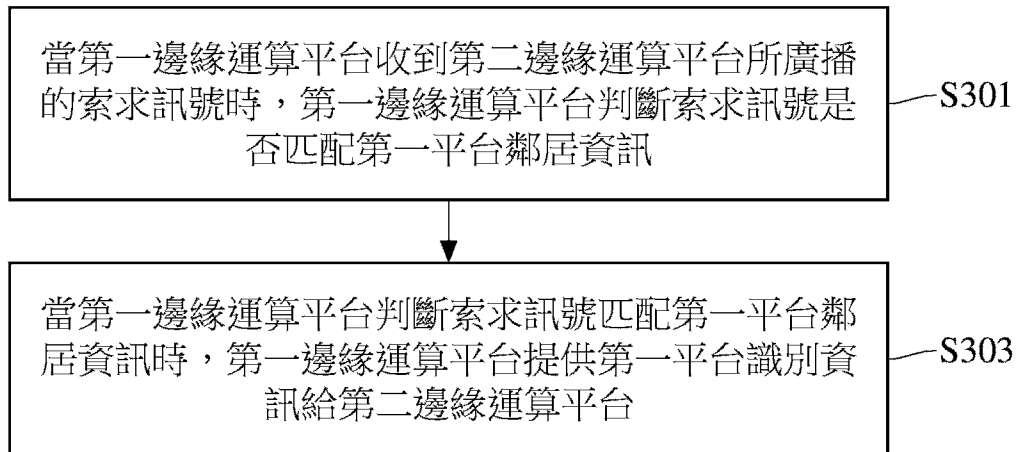 當第一邊緣運算平台收到第二邊緣運算平台所廣播
的索求訊號時，第一邊緣運算平台判斷索求訊號是
否匹配第一平台鄰居資訊
S301
當第一邊緣運算平台判斷索求訊號匹配第一平台鄰
居資訊時，第一邊緣運算平台提供第一平台識別資
訊給第二邊緣運算平台
S303